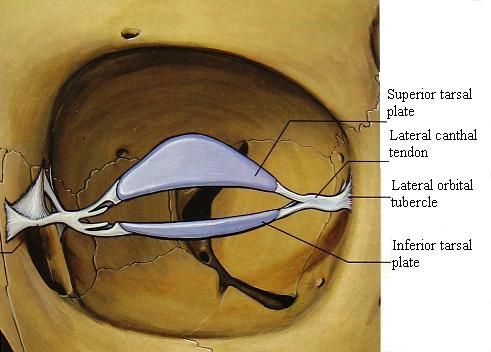 Superior tarsal
plate
Lateral canthal
tendon
Lateral orbital
tubercle
Inferior tarsal
plate